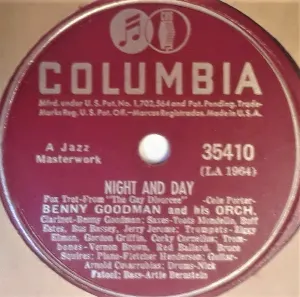 CBS
COLUMBIA
Mfd. under U.S. Pat. No. 1,702,564 and Pat. Pending. Trade-
Marks Reg. U.S. Pat. Off.-Marcas Registradas. Made in U.S.A.
A Jazz
Masterwork
35410
(LA 1964)
NIGHT AND DAY
Fox Trot-From "The Gay Divorcee" -Cole Porter-
BENNY GOODMAN and his ORCH.
Clarinet-Benny Goodman: Saxes-Toots Mondello, Buff
Estes, Bus Bassey, Jerry Jerome: Trumpets-Ziggy
Elman, Gordon Griffin, Corky Cornelius: Trom-
bones-Vernon Brown, Red Ballard, Bruce
Squires: Piano-Fletcher Henderson: Guitar-
Arnold Covarrubias: Drums-Nick
Fatool: Bass-Artie Bernstein